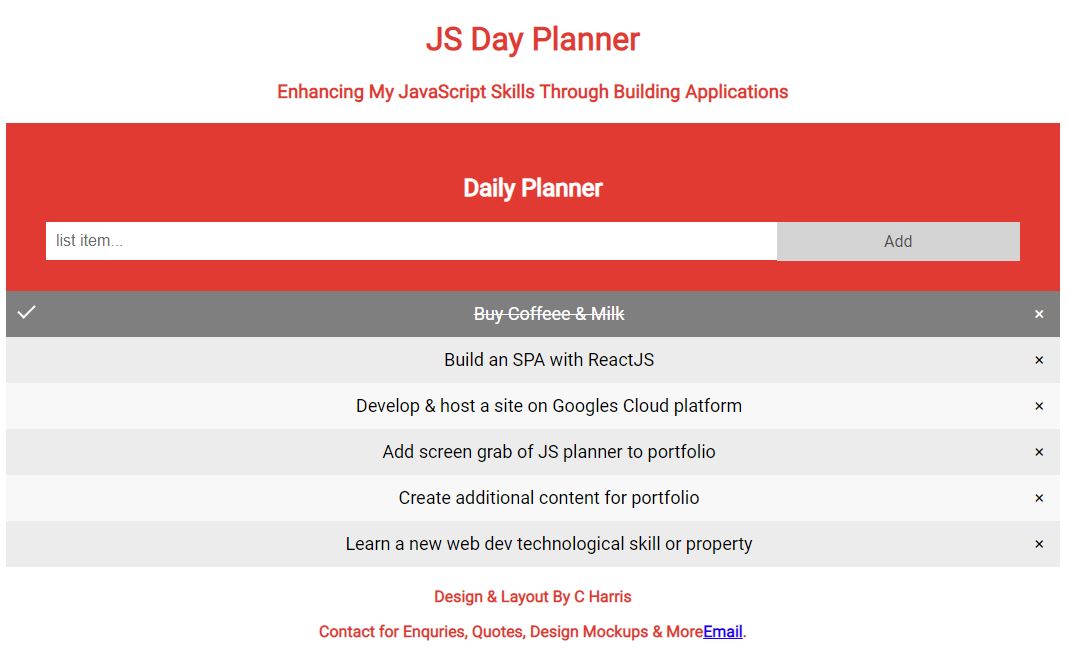 JS Day Planner
Enhancing My JavaScript Skills Through Building Applications
Daily Planner
list item...
Add
Buy Coffeee & Milk ×
Build an SPA with ReactJS ×
Develop & host a site on Googles Cloud platform ×
Add screen grab of JS planner to portfolio ×
Create additional content for portfolio ×
Learn a new web dev technological skill or property ×
Design & Layout By C Harris
Contact for Enquries, Quotes, Design Mockups & MoreEmail.